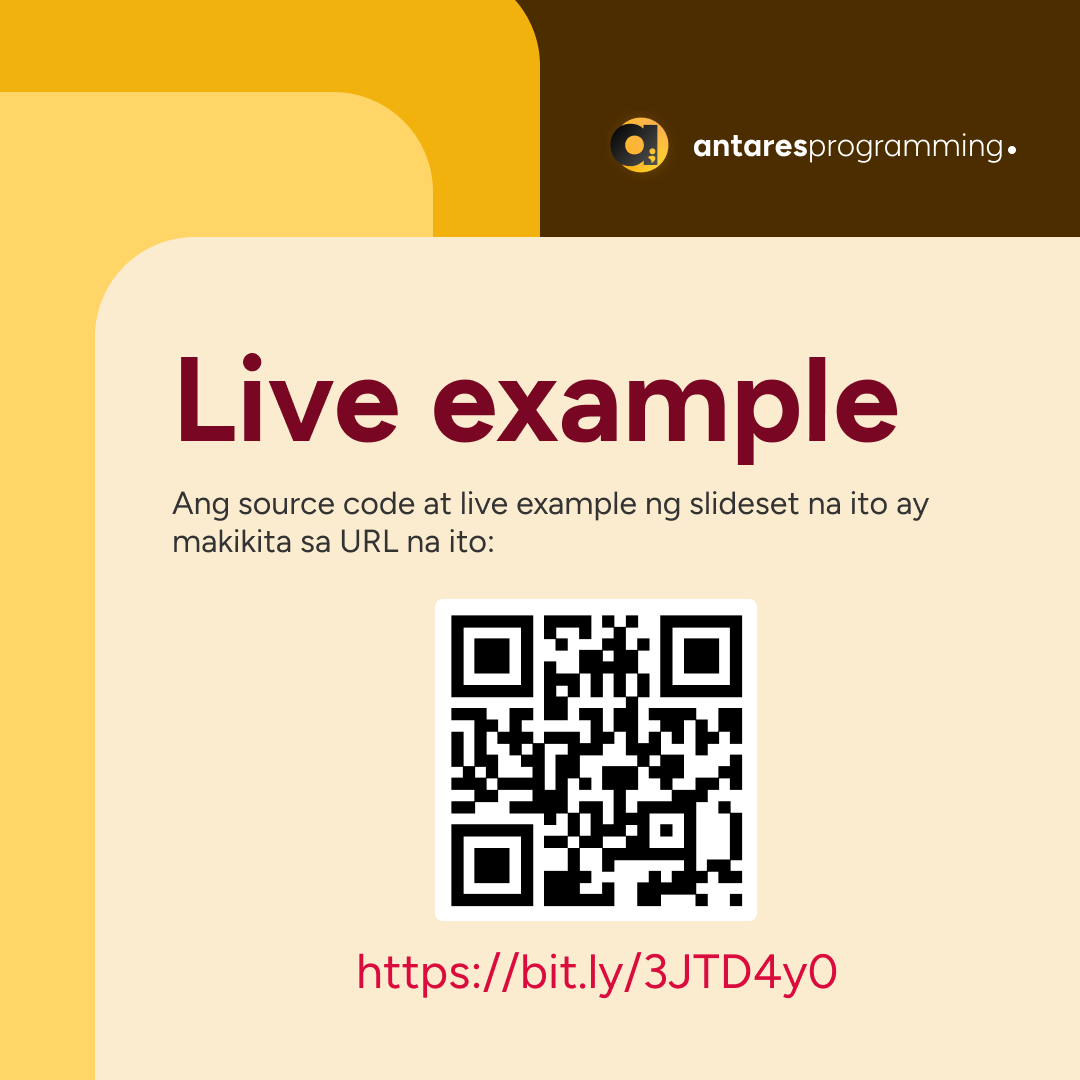 antaresprogramming.
Live example
Ang source code at live example ng slideset na ito ay
makikita sa URL na ito:
https://bit.ly/3JTD4y0